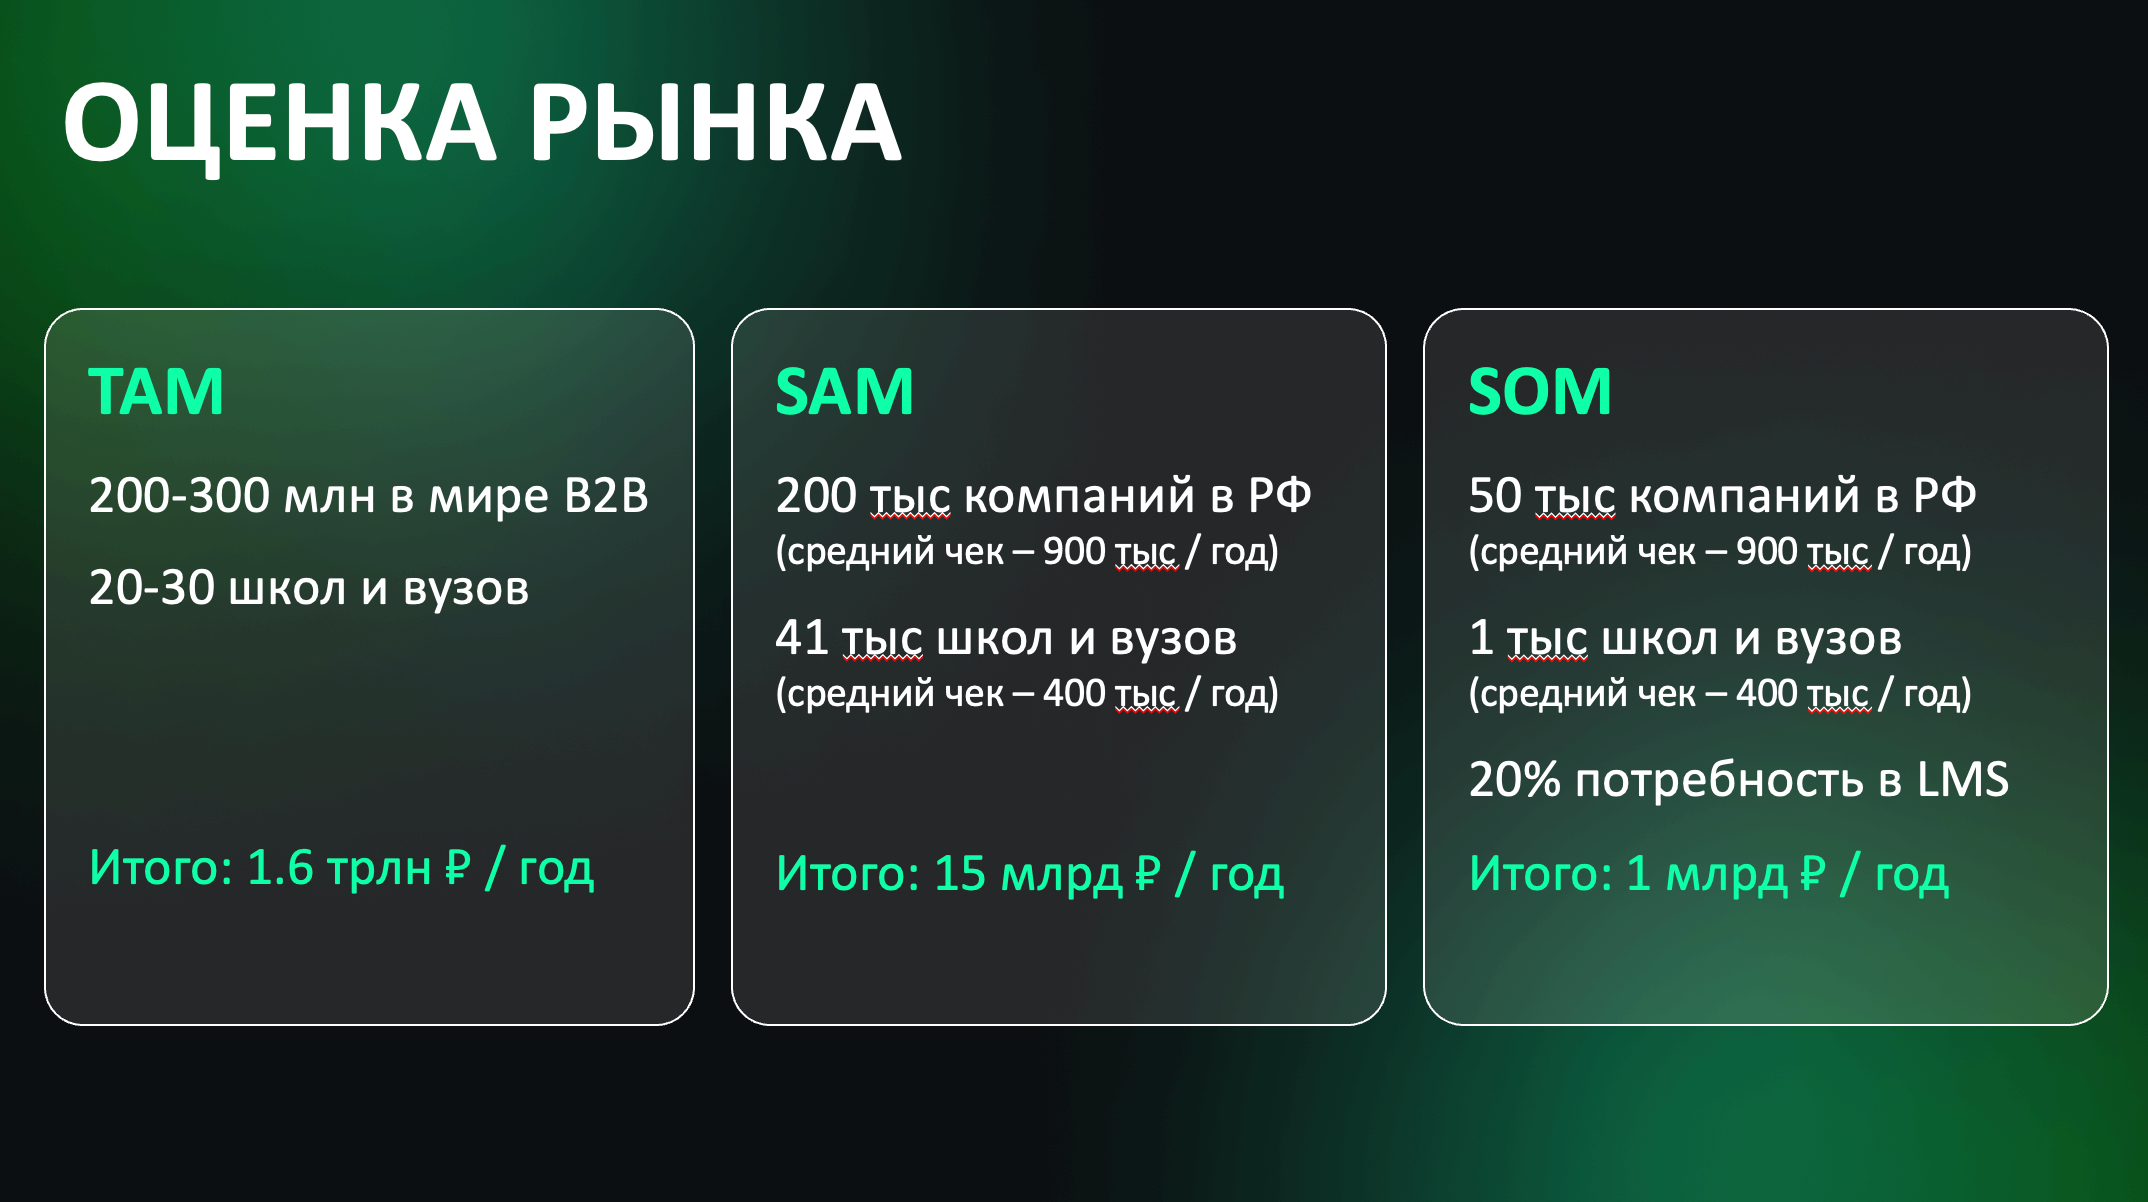 ОЦЕНКА РЫНКА
TAM
200-300 млн в мире B2B
20-30 школ и вузов
Итого: 1.6 трлн ₽ / год
SAM
200 тыс компаний в РФ
(средний чек – 900 тыс / год)
41 тыс школ и вузов
(средний чек – 400 тыс / год)
Итого: 15 млрд ₽ / год
SOM
50 тыс компаний в РФ
(средний чек – 900 тыс / год)
1 тыс школ и вузов
(средний чек – 400 тыс / год)
20% потребность в LMS
Итого: 1 млрд ₽ / год